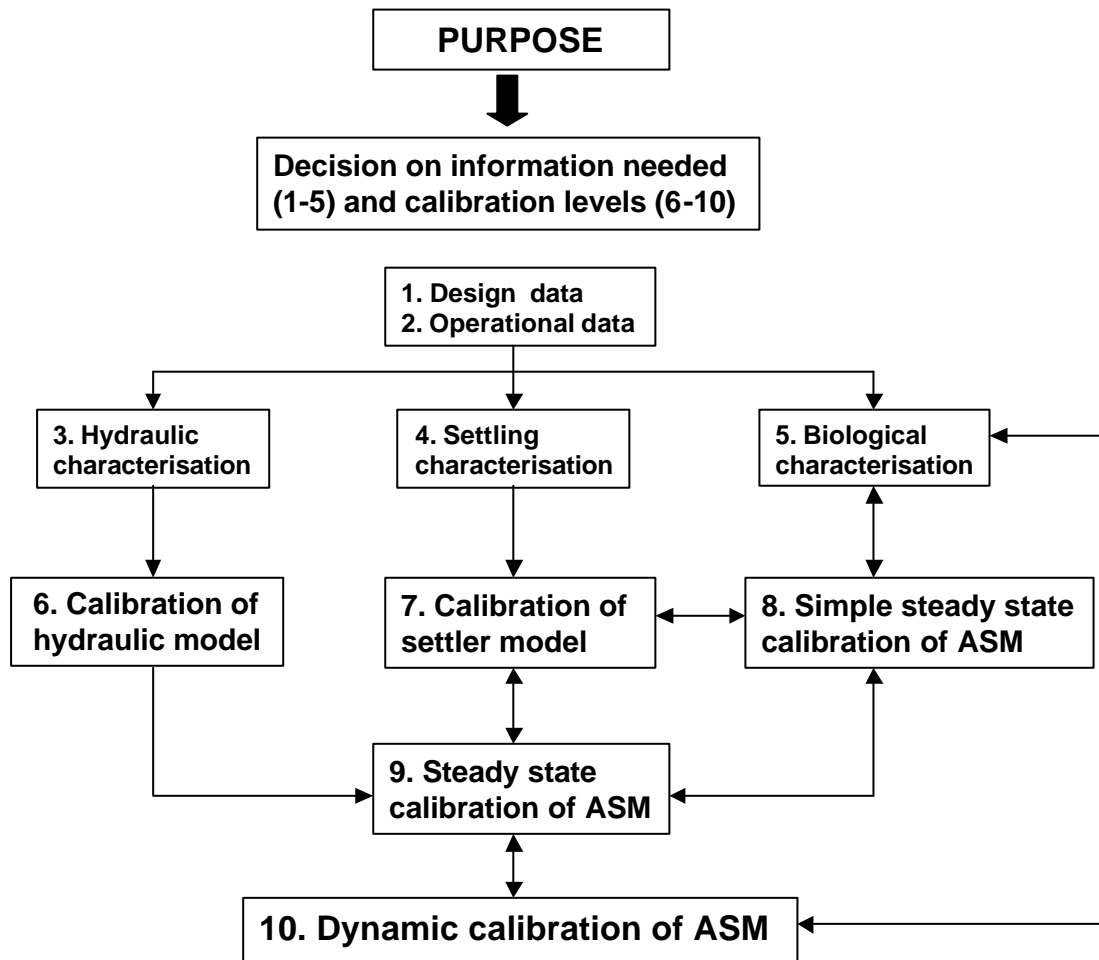 PURPOSE
Decision on information needed
(1-5) and calibration levels (6-10)
1. Design data
2. Operational data
3. Hydraulic
characterisation
4. Settling
characterisation
5. Biological
characterisation
6. Calibration of
hydraulic model
7. Calibration of
settler model
8. Simple steady state
calibration of ASM
9. Steady state
calibration of ASM
10. Dynamic calibration of ASM